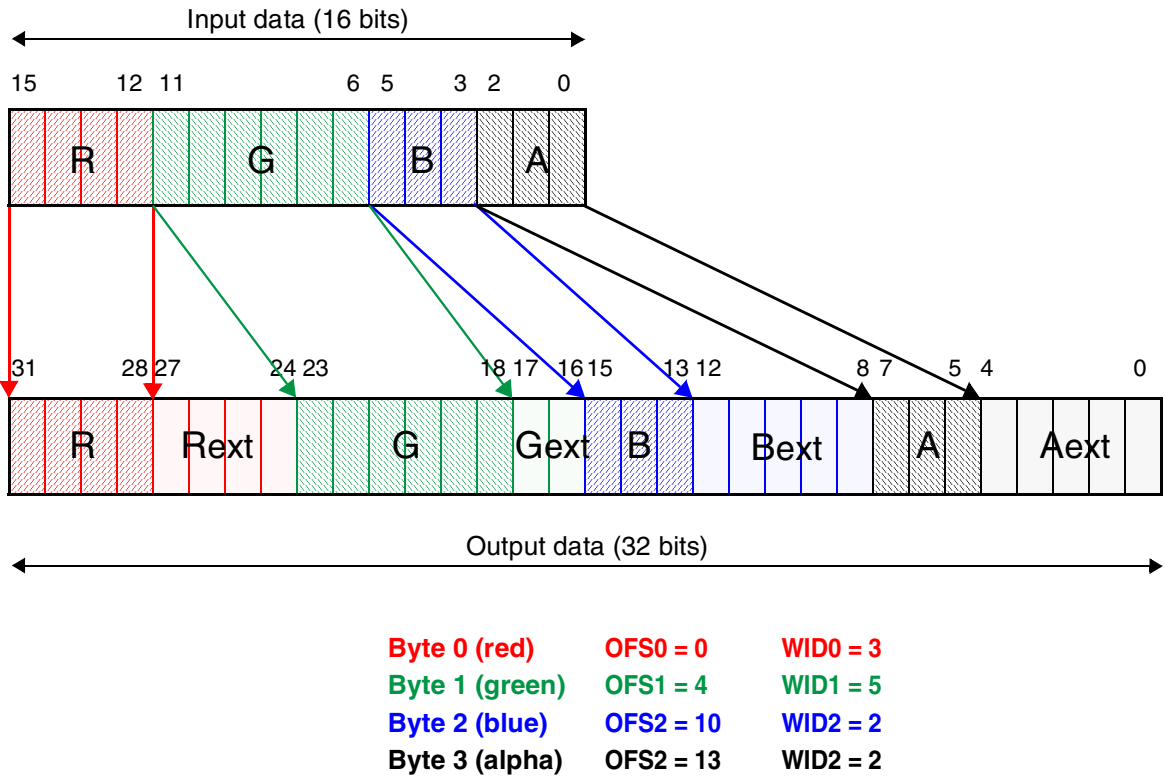 Input data (16 bits)
15 12 11 6 5 3 2 0
R G B A
31 28 27 24 23 18 17 16 15 13 12 8 7 5 4 0
R Rext G Gext B Bext A Aext
Output data (32 bits)
Byte 0 (red) OFS0 = 0 WID0 = 3
Byte 1 (green) OFS1 = 4 WID1 = 5
Byte 2 (blue) OFS2 = 10 WID2 = 2
Byte 3 (alpha) OFS2 = 13 WID2 = 2